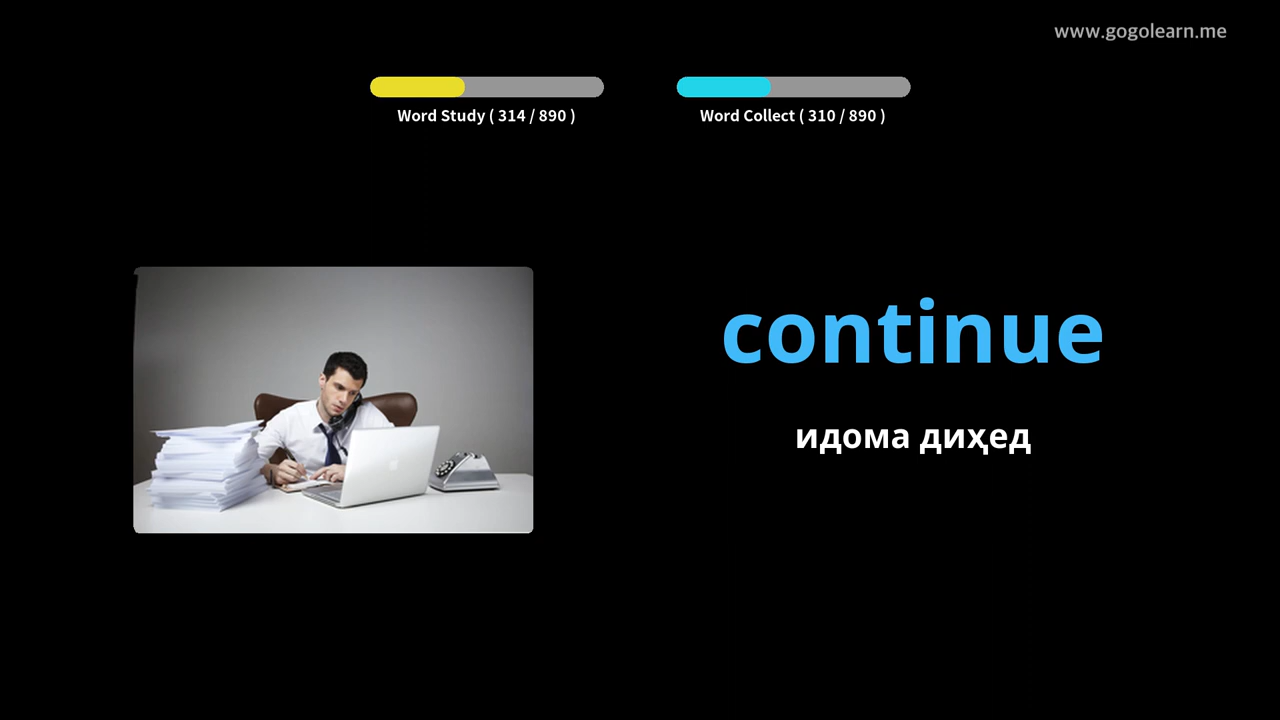 www.gogolearn.me
Word Study ( 314 / 890 )
Word Collect ( 310 / 890 )
continue
идома диҳед